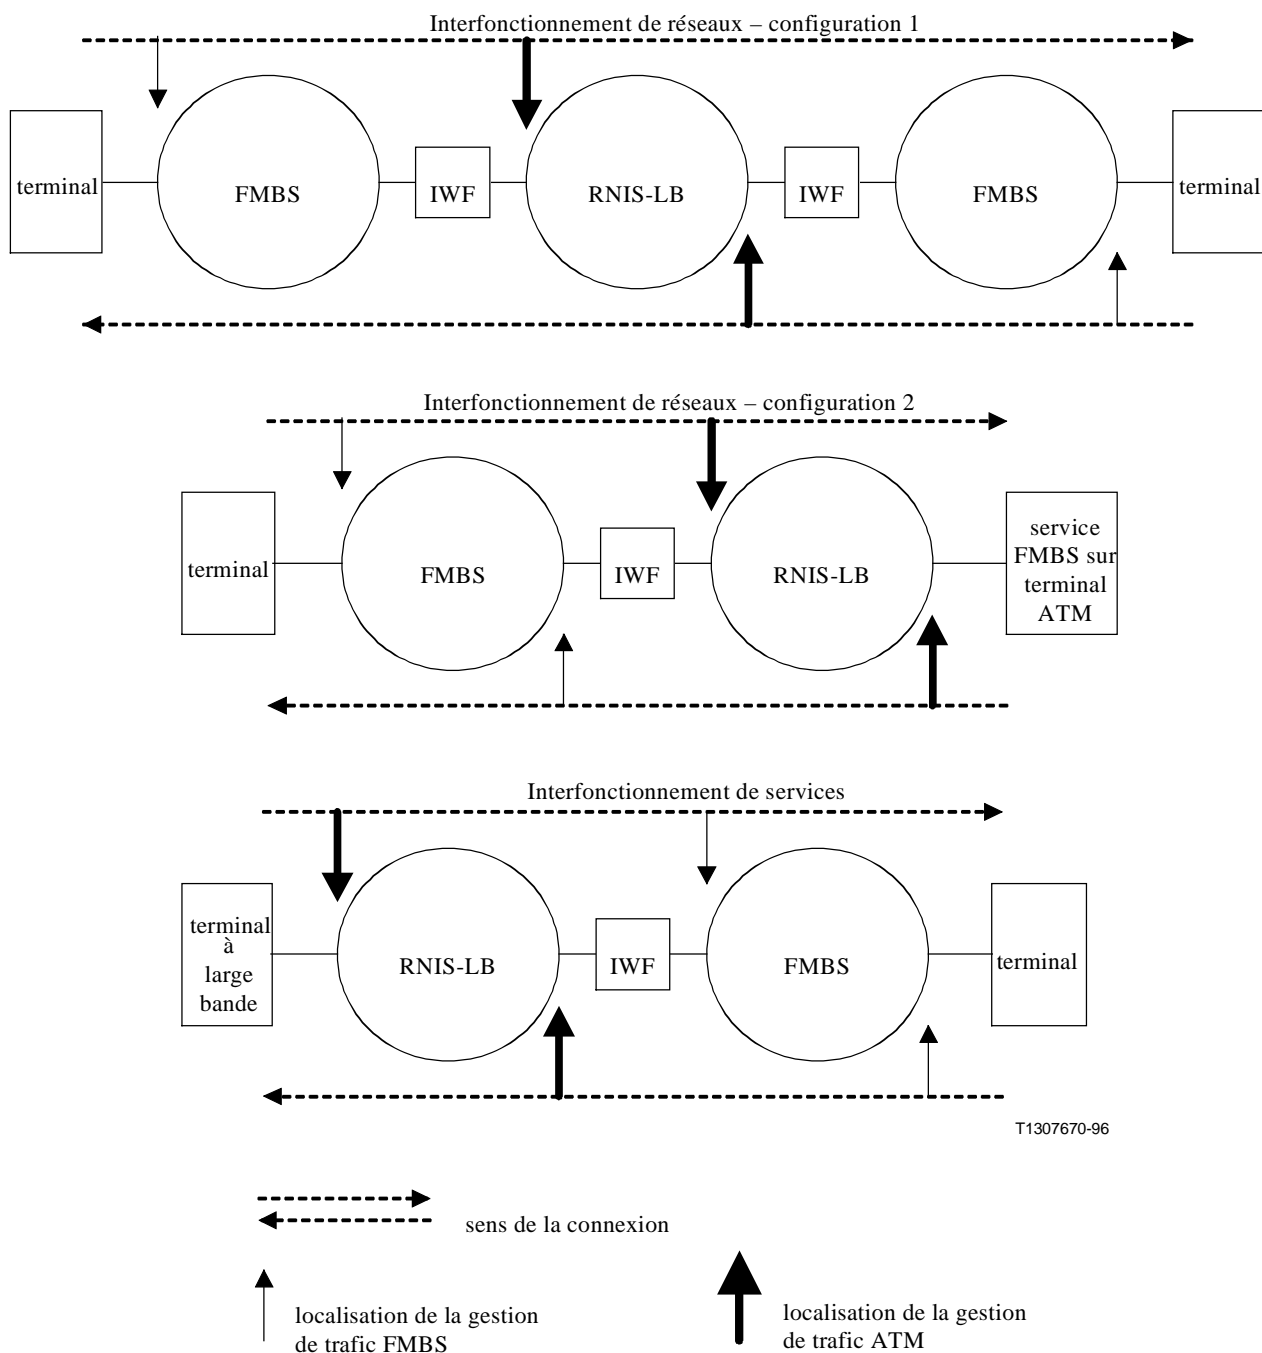 Interfonctionnement de réseaux – configuration 1
terminal
FMBS
IWF
RNIS-LB
IWF
FMBS
terminal
Interfonctionnement de réseaux – configuration 2
terminal
FMBS
IWF
RNIS-LB
service
FMBS sur
terminal
ATM
Interfonctionnement de services
terminal
à
large
bande
RNIS-LB
IWF
FMBS
terminal
T1307670-96
sens de la connexion
localisation de la gestion
de trafic FMBS
localisation de la gestion
de trafic ATM